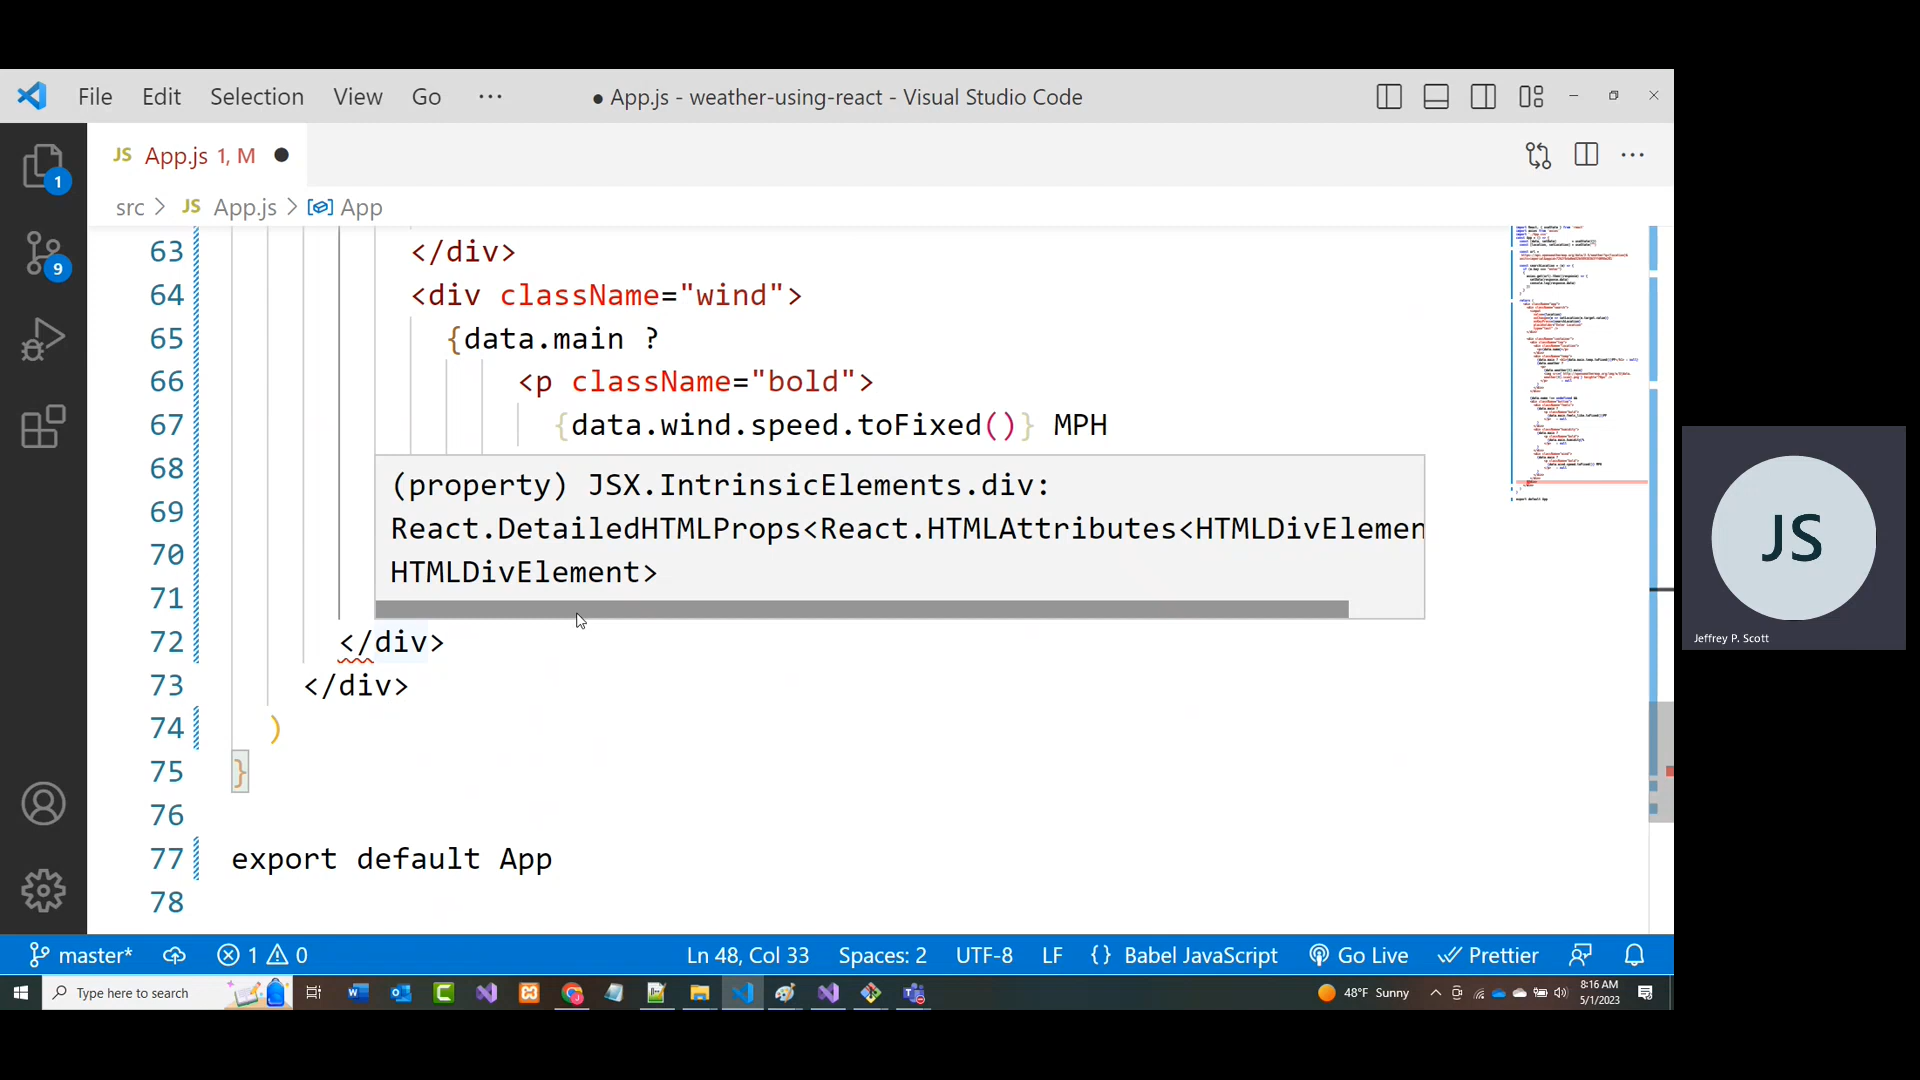 File Edit Selection View Go ···
● App.js - weather-using-react - Visual Studio Code
JS App.js 1, M ●
src > JS App.js > App
1
9
63 </div>
64 <div className="wind">
65 {data.main ?
66 <p className="bold">
67 {data.wind.speed.toFixed()} MPH
68
69
70
71
(property) JSX.IntrinsicElements.div:
React.DetailedHTMLProps<React.HTMLAttributes<HTMLDivElemen
HTMLDivElement>
72 </div>
73 </div>
74 )
75 }
76
77 export default App
78
JS
Jeffrey P. Scott
master* 1 0 Ln 48, Col 33 Spaces: 2 UTF-8 LF {} Babel JavaScript Go Live Prettier
Type here to search
48°F Sunny
8:16 AM
5/1/2023